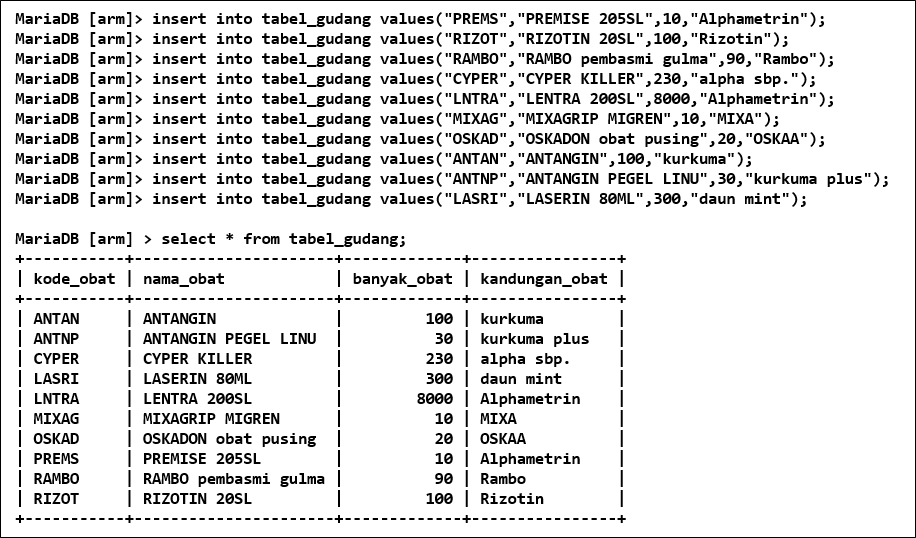 MariaDB [arm]> insert into tabel_gudang values("PREMS","PREMISE 205SL",10,"Alphametrin");
MariaDB [arm]> insert into tabel_gudang values("RIZOT","RIZOTIN 20SL",100,"Rizotin");
MariaDB [arm]> insert into tabel_gudang values("RAMBO","RAMBO pembasmi gulma",90,"Rambo");
MariaDB [arm]> insert into tabel_gudang values("CYPER","CYPER KILLER",230,"alpha sbp.");
MariaDB [arm]> insert into tabel_gudang values("LNTRA","LENTRA 200SL",8000,"Alphametrin");
MariaDB [arm]> insert into tabel_gudang values("MIXAG","MIXAGRIP MIGREN",10,"MIXA");
MariaDB [arm]> insert into tabel_gudang values("OSKAD","OSKADON obat pusing",20,"OSKAA");
MariaDB [arm]> insert into tabel_gudang values("ANTAN","ANTANGIN",100,"kurkuma");
MariaDB [arm]> insert into tabel_gudang values("ANTNP","ANTANGIN PEGEL LINU",30,"kurkuma plus");
MariaDB [arm]> insert into tabel_gudang values("LASRI","LASERIN 80ML",300,"daun mint");
MariaDB [arm] > select * from tabel_gudang;
+-----------+----------------------+-------------+----------------+
| kode_obat | nama_obat            | banyak_obat | kandungan_obat |
+-----------+----------------------+-------------+----------------+
| ANTAN     | ANTANGIN             |         100 | kurkuma        |
| ANTNP     | ANTANGIN PEGEL LINU  |          30 | kurkuma plus   |
| CYPER     | CYPER KILLER         |         230 | alpha sbp.     |
| LASRI     | LASERIN 80ML         |         300 | daun mint      |
| LNTRA     | LENTRA 200SL         |        8000 | Alphametrin    |
| MIXAG     | MIXAGRIP MIGREN      |          10 | MIXA           |
| OSKAD     | OSKADON obat pusing  |          20 | OSKAA          |
| PREMS     | PREMISE 205SL        |          10 | Alphametrin    |
| RAMBO     | RAMBO pembasmi gulma |          90 | Rambo          |
| RIZOT     | RIZOTIN 20SL         |         100 | Rizotin        |
+-----------+----------------------+-------------+----------------+